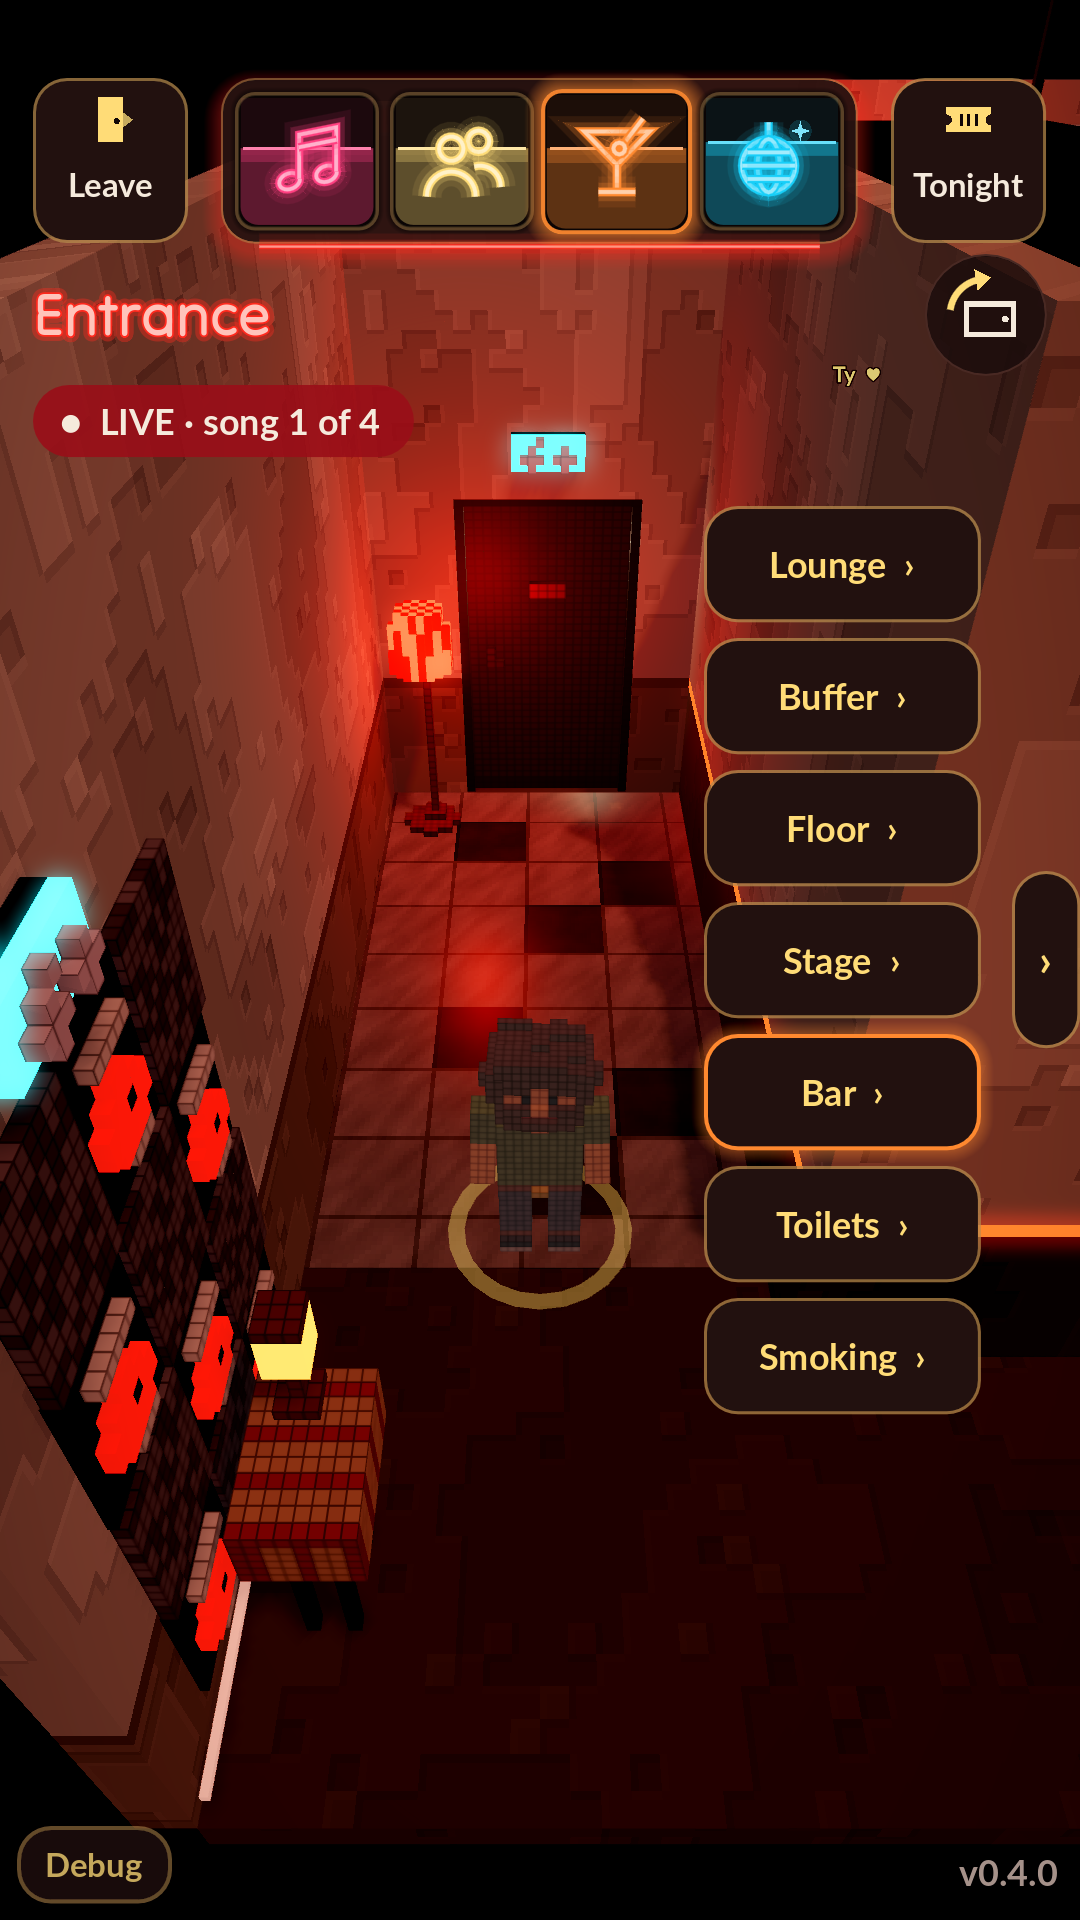 Leave
Tonight
Entrance
Ty ♥
LIVE · song 1 of 4
Lounge ›
Buffer ›
Floor ›
Stage ›
›
Bar ›
Toilets ›
Smoking ›
Debug
v0.4.0